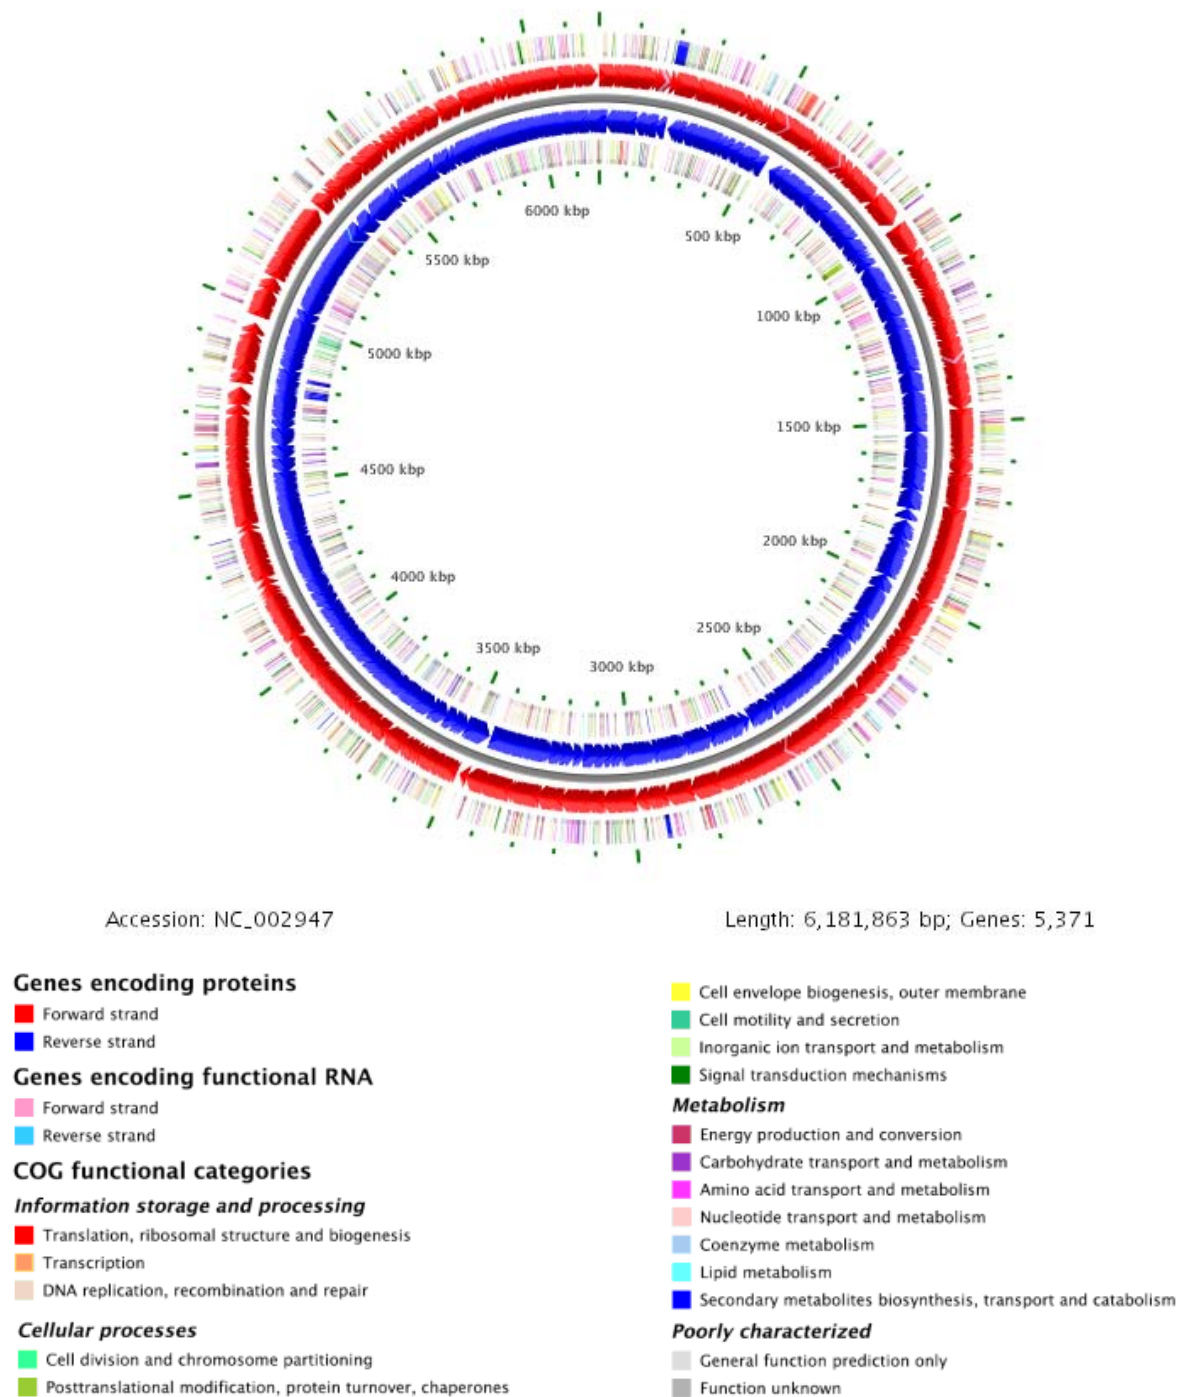 6000 kbp
500 kbp
5500 kbp
1000 kbp
5000 kbp
1500 kbp
4500 kbp
2000 kbp
4000 kbp
2500 kbp
3500 kbp
3000 kbp
Accession: NC_002947
Length: 6,181,863 bp; Genes: 5,371
Genes encoding proteins
Forward strand
Reverse strand
Genes encoding functional RNA
Forward strand
Reverse strand
COG functional categories
Information storage and processing
Translation, ribosomal structure and biogenesis
Transcription
DNA replication, recombination and repair
Cellular processes
Cell division and chromosome partitioning
Posttranslational modification, protein turnover, chaperones
Cell envelope biogenesis, outer membrane
Cell motility and secretion
Inorganic ion transport and metabolism
Signal transduction mechanisms
Metabolism
Energy production and conversion
Carbohydrate transport and metabolism
Amino acid transport and metabolism
Nucleotide transport and metabolism
Coenzyme metabolism
Lipid metabolism
Secondary metabolites biosynthesis, transport and catabolism
Poorly characterized
General function prediction only
Function unknown